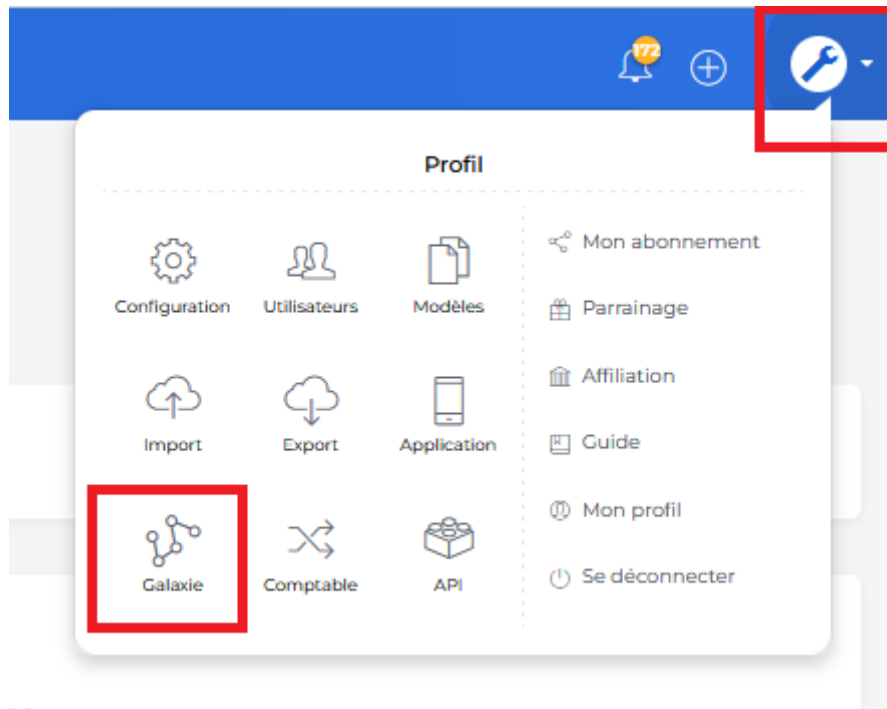 172
Profil
Configuration
Utilisateurs
Modèles
Import
Export
Application
Galaxie
Comptable
API
Mon abonnement
Parrainage
Affiliation
Guide
Mon profil
Se déconnecter